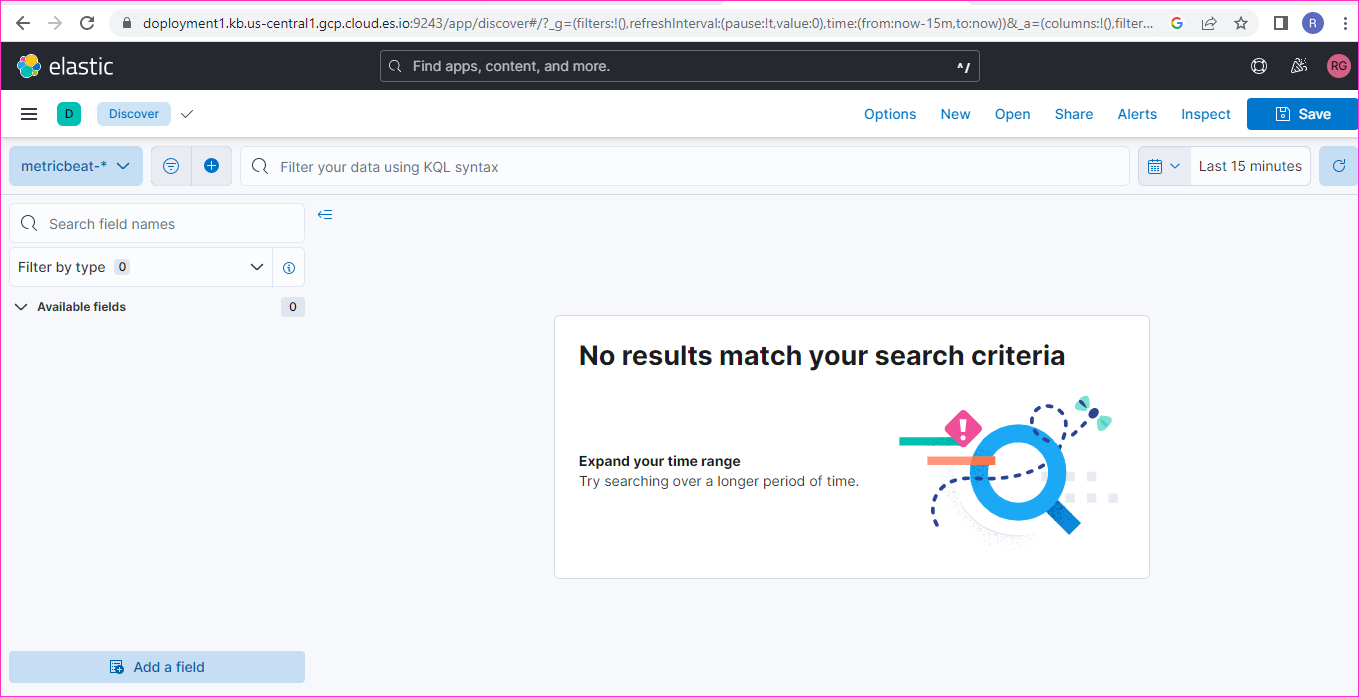 doployment1.kb.us-central1.gcp.cloud.es.io:9243/app/discover#/?_g=(filters:!(),refreshInterval:(pause:!t,value:0),time:(from:now-15m,to:now))&_a=(columns:!(),filter...
R
elastic
Find apps, content, and more.
^/
RG
D
Discover
Options
New
Open
Share
Alerts
Inspect
Save
metricbeat-*
Filter your data using KQL syntax
Last 15 minutes
Search field names
Filter by type 0
Available fields 0
No results match your search criteria
Expand your time range
Try searching over a longer period of time.
Add a field